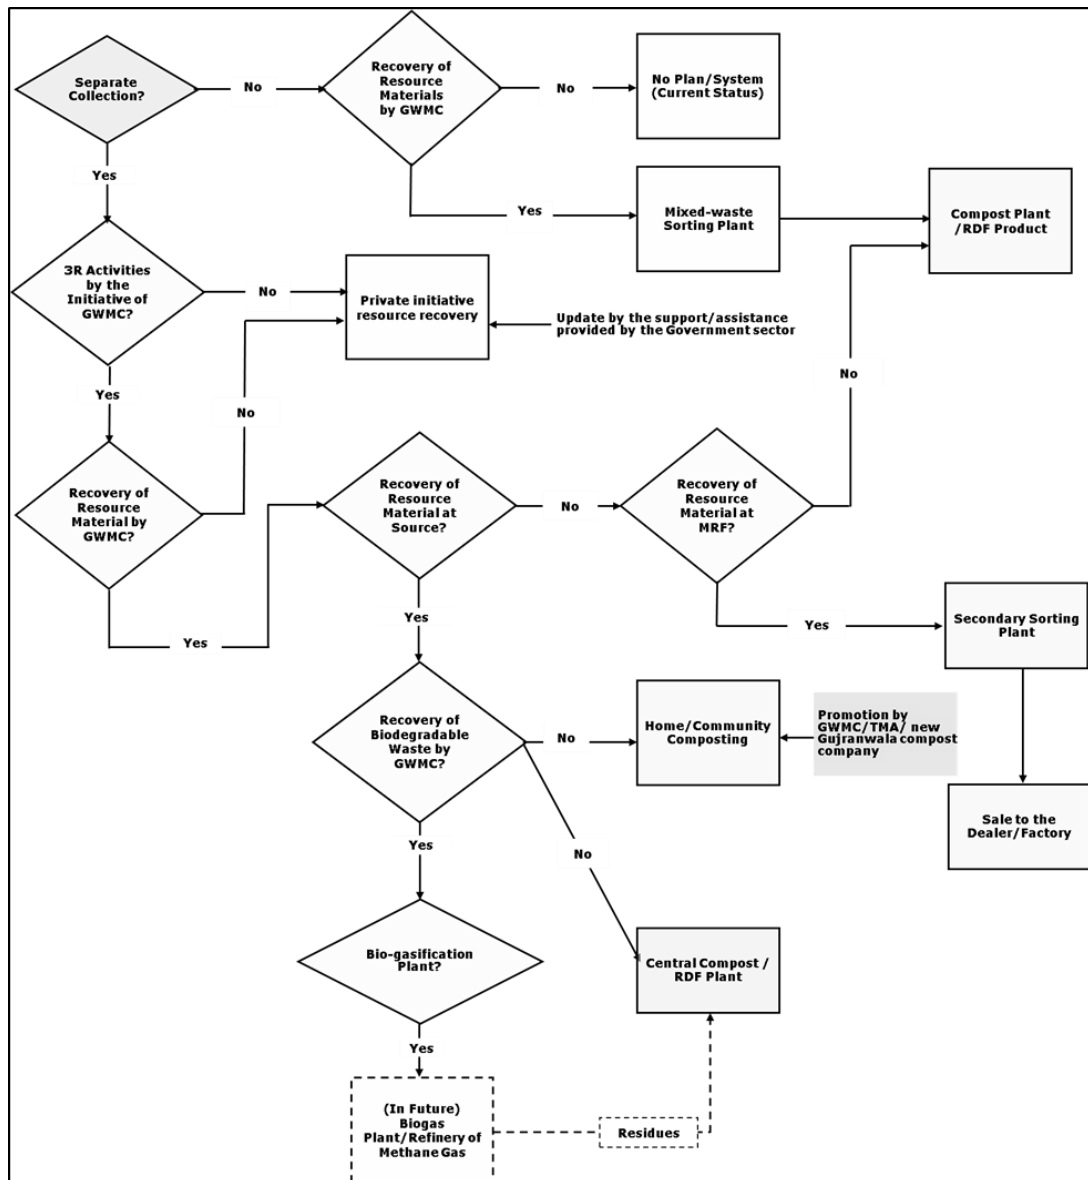 Separate
Collection?
No
Recovery of
Resource
Materials
by GWMC
No
No Plan/System
(Current Status)
Yes
Yes
Mixed-waste
Sorting Plant
Compost Plant
/RDF Product
3R Activities
by the
Initiative of
GWMC?
No
Private initiative
resource recovery
Update by the support/assistance
provided by the Government sector
No
Yes
No
Recovery of
Resource
Material by
GWMC?
Recovery of
Resource
Material at
Source?
No
Recovery of
Resource
Material at
MRF?
Yes
Yes
Yes
Secondary Sorting
Plant
Recovery of
Biodegradable
Waste by
GWMC?
No
Home/Community
Composting
Promotion by
GWMC/TMA/ new
Gujranwala compost
company
Sale to the
Dealer/Factory
Yes
No
Bio-gasification
Plant?
Central Compost /
RDF Plant
Yes
(In Future)
Biogas
Plant/Refinery of
Methane Gas
Residues